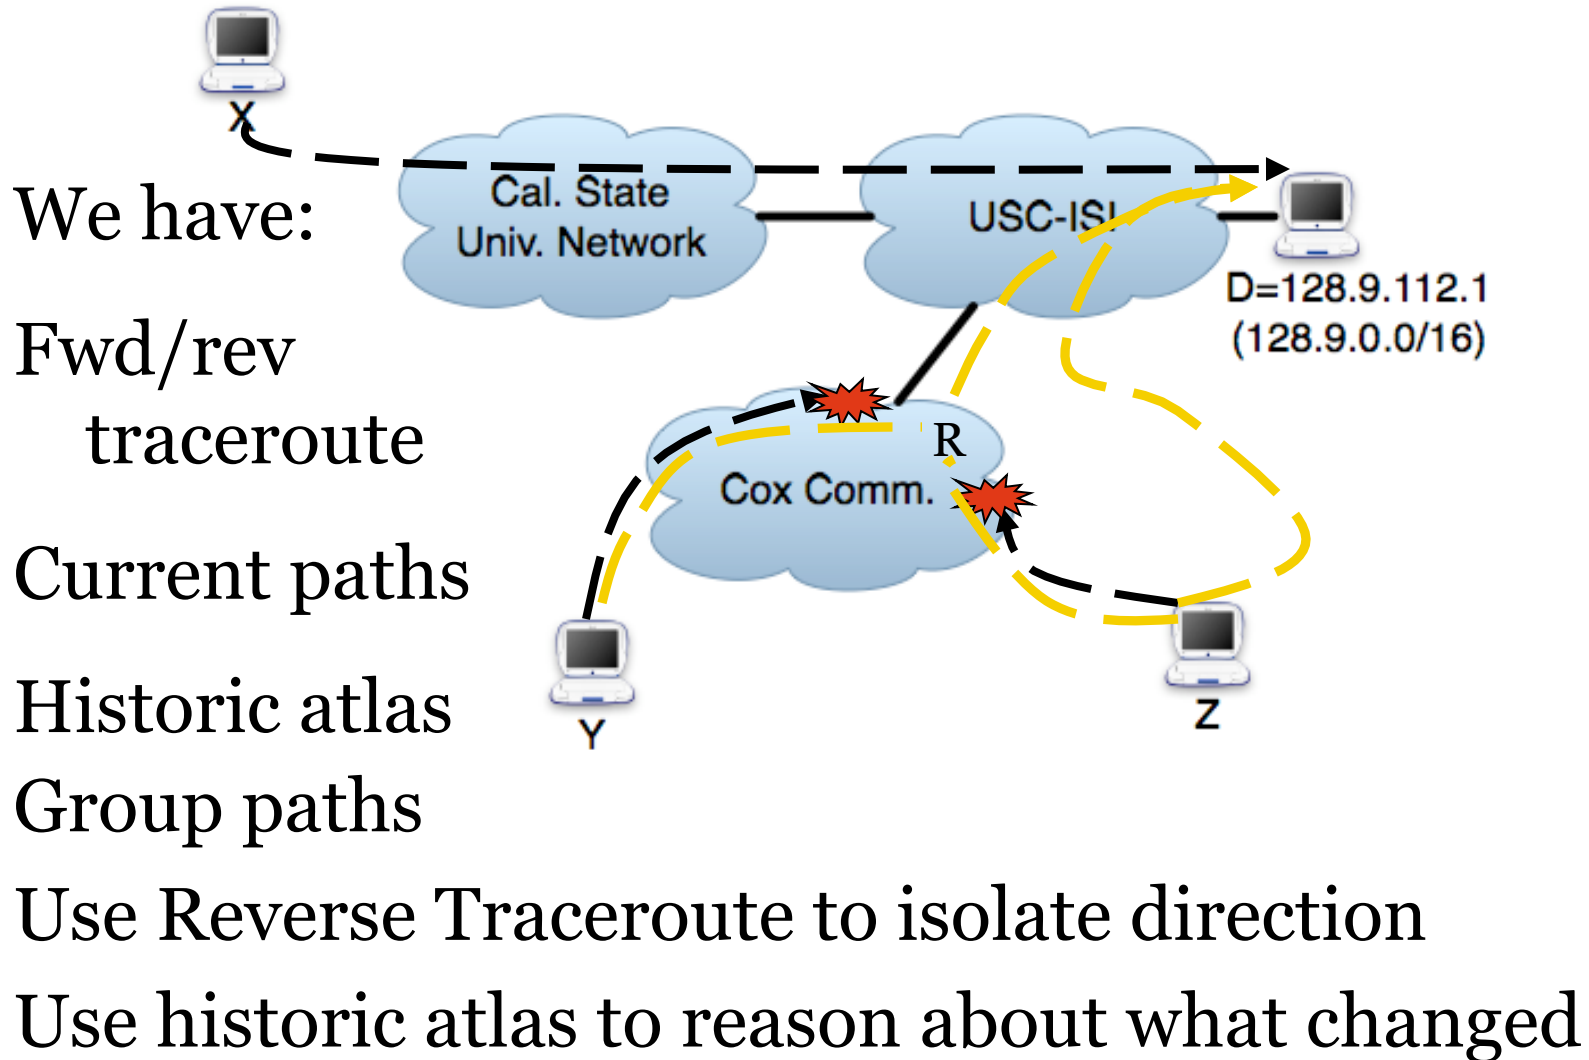 X
We have:
Cal. State
Univ. Network
USC-ISI
D=128.9.112.1
(128.9.0.0/16)
Fwd/rev
traceroute
R
Cox Comm.
Current paths
Y
Z
Historic atlas
Group paths
Use Reverse Traceroute to isolate direction
Use historic atlas to reason about what changed